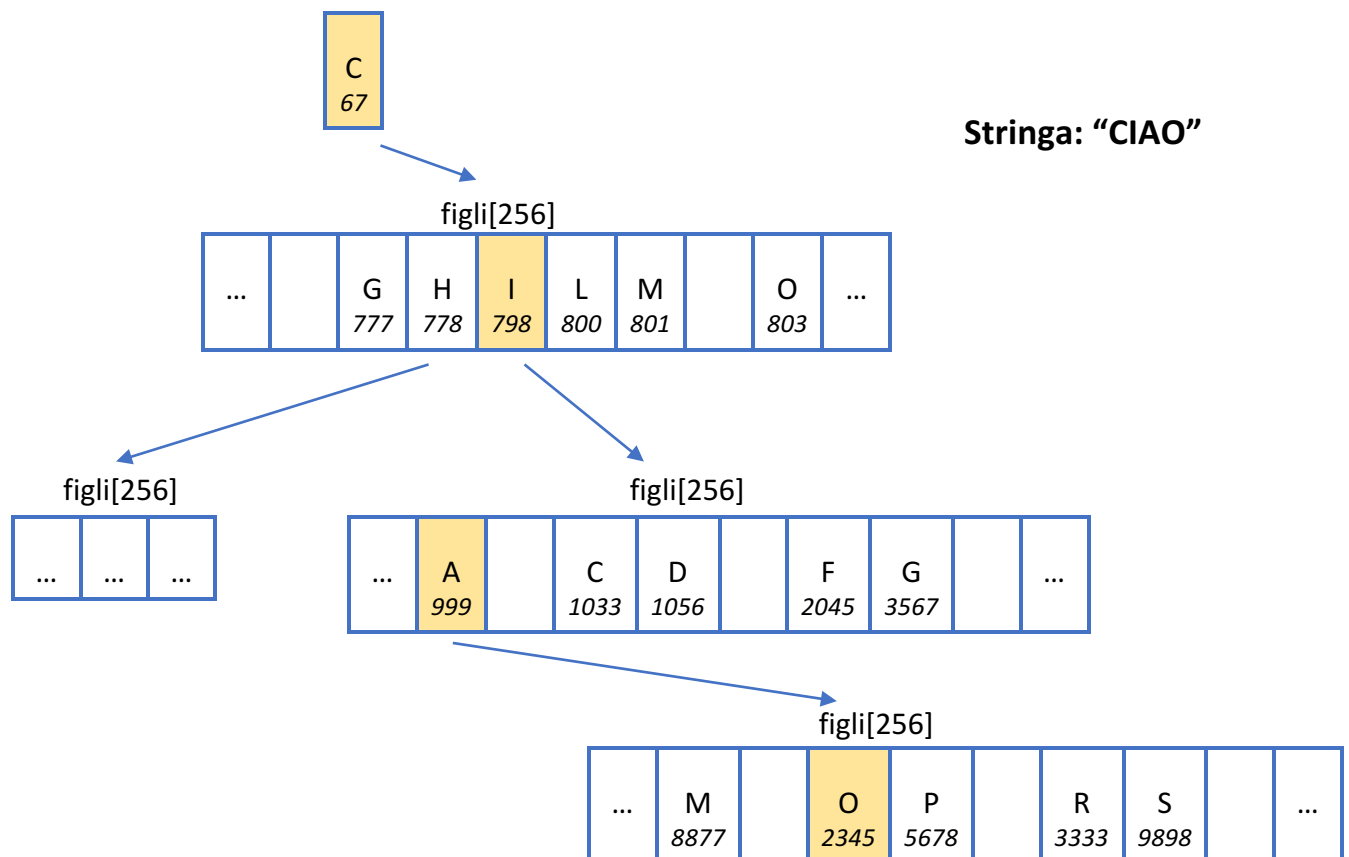 C
67
Stringa: “CIAO”
figli[256]
... G H I L M O ...
777 778 798 800 801 803
figli[256] figli[256]
... ... ... ... A C D F G ...
999 1033 1056 2045 3567
figli[256]
... M O P R S ...
8877 2345 5678 3333 9898